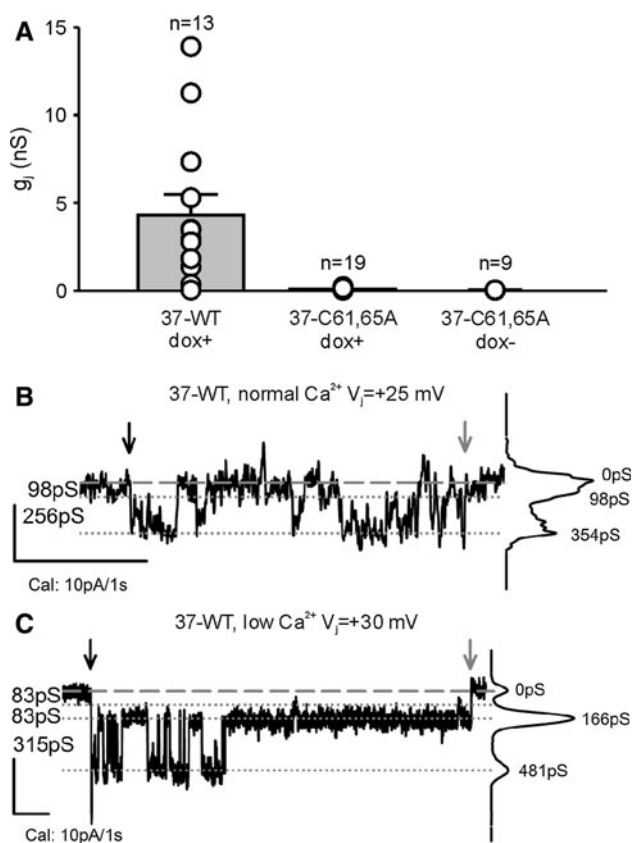 A
15
10
5
0
gj (nS)
n=13
n=19
n=9
37-WT
dox+
37-C61,65A
dox+
37-C61,65A
dox-
B
37-WT, normal Ca²⁺ Vj=+25 mV
98pS
256pS
Cal: 10pA/1s
0pS
98pS
354pS
C
37-WT, low Ca²⁺ Vj=+30 mV
83pS
83pS
315pS
Cal: 10pA/1s
0pS
166pS
481pS